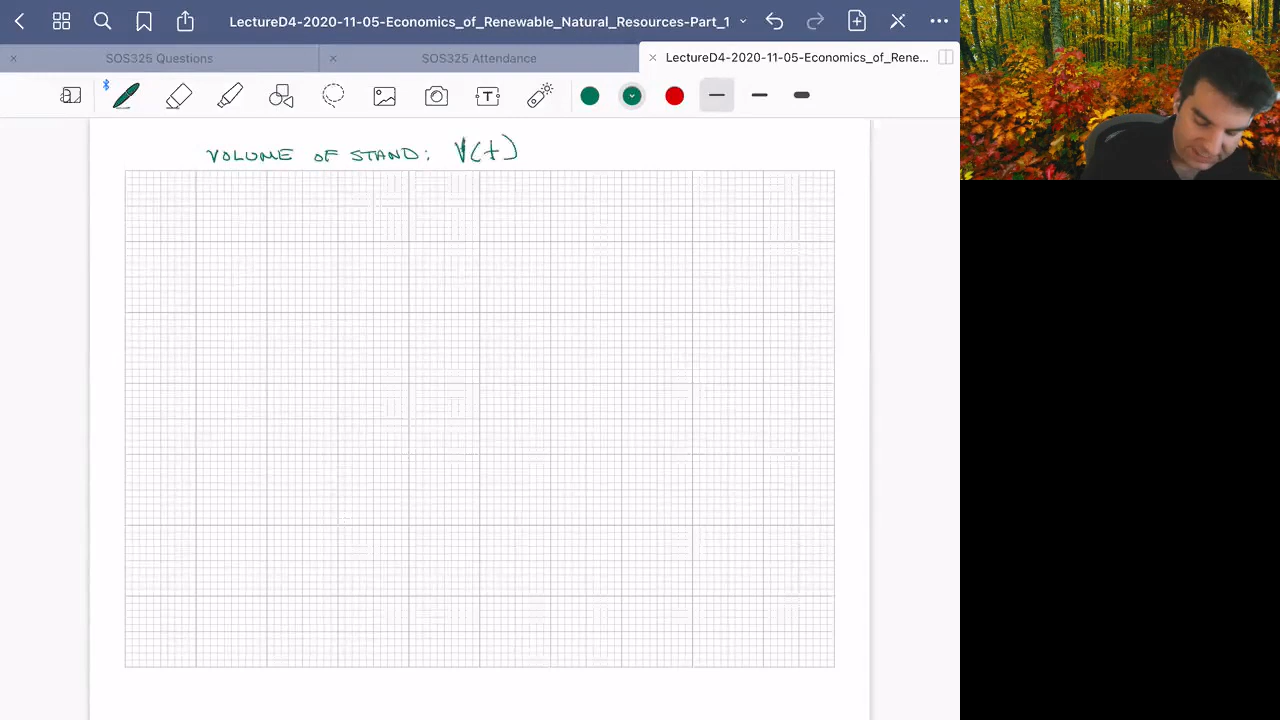 LectureD4-2020-11-05-Economics_of_Renewable_Natural_Resources-Part_1
SOS325 Questions
SOS325 Attendance
LectureD4-2020-11-05-Economics_of_Rene...
T
VOLUME OF STAND: V(t)